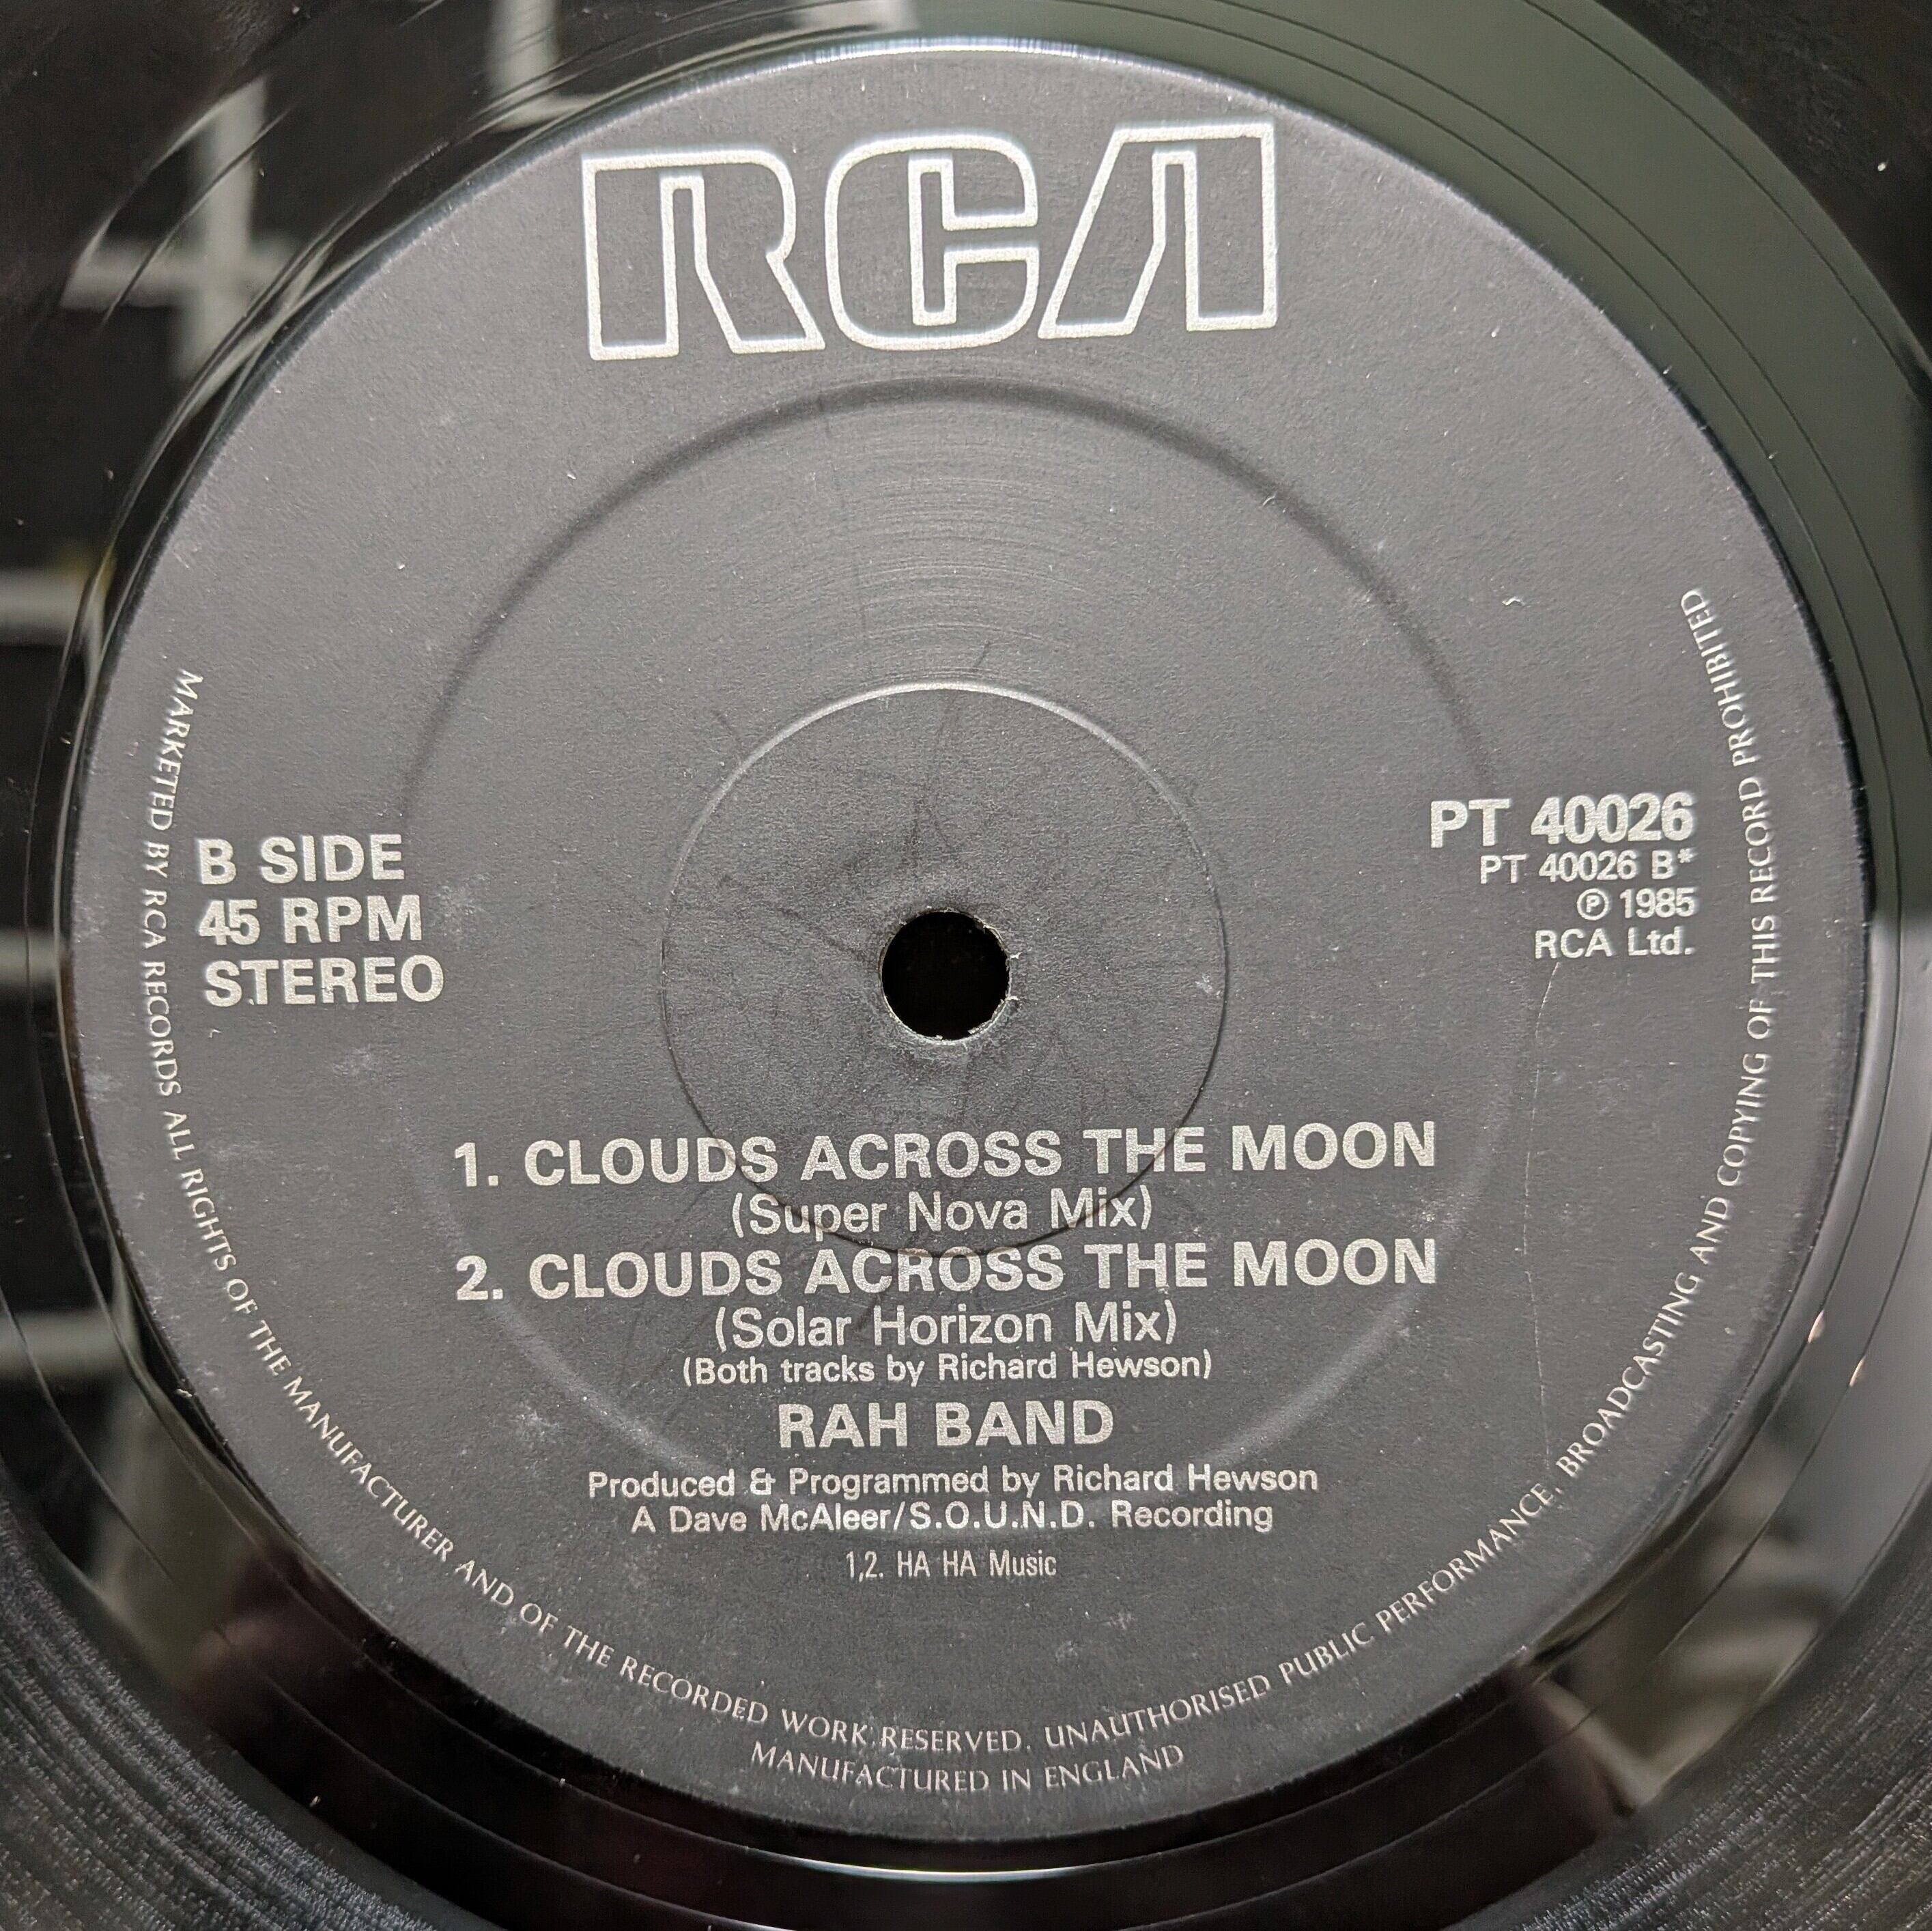 RCA
B SIDE
45 RPM
STEREO
PT 40026
PT 40026 B*
℗ 1985
RCA Ltd.
1. CLOUDS ACROSS THE MOON
(Super Nova Mix)
2. CLOUDS ACROSS THE MOON
(Solar Horizon Mix)
(Both tracks by Richard Hewson)
RAH BAND
Produced & Programmed by Richard Hewson
A Dave McAleer/S.O.U.N.D. Recording
1,2. HA HA Music
MARKETED BY RCA RECORDS ALL RIGHTS OF THE MANUFACTURER AND OF THE RECORDED WORK RESERVED. UNAUTHORISED PUBLIC PERFORMANCE, BROADCASTING AND COPYING OF THIS RECORD PROHIBITED
MANUFACTURED IN ENGLAND